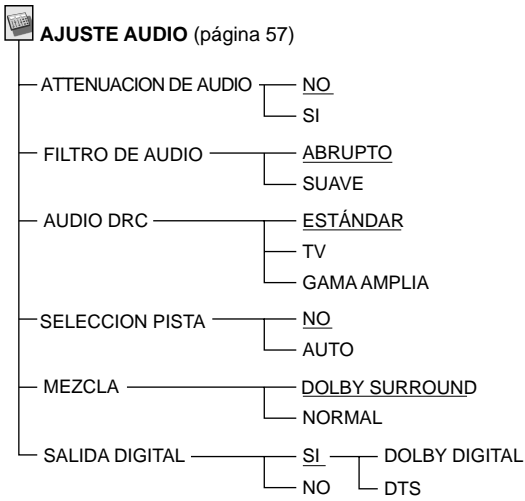 AJUSTE AUDIO (página 57)
ATTENUACION DE AUDIO NO
SI
FILTRO DE AUDIO ABRUPTO
SUAVE
AUDIO DRC ESTÁNDAR
TV
GAMA AMPLIA
SELECCION PISTA NO
AUTO
MEZCLA DOLBY SURROUND
NORMAL
SALIDA DIGITAL SI DOLBY DIGITAL
NO DTS